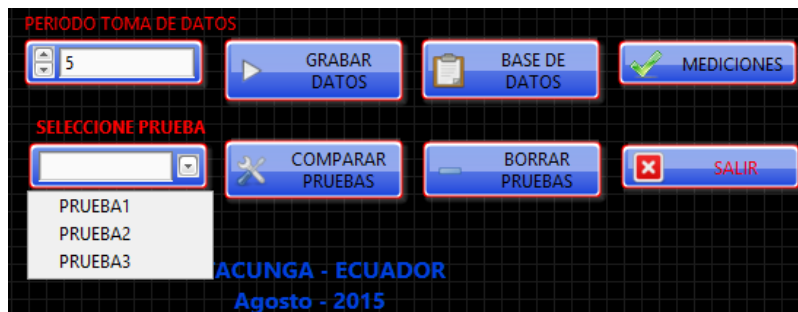 PERIODO TOMA DE DATOS
5
GRABAR
DATOS
BASE DE
DATOS
MEDICIONES
SELECCIONE PRUEBA
COMPARAR
PRUEBAS
BORRAR
PRUEBAS
SALIR
PRUEBA1
PRUEBA2
PRUEBA3
ACUNGA - ECUADOR
Agosto - 2015